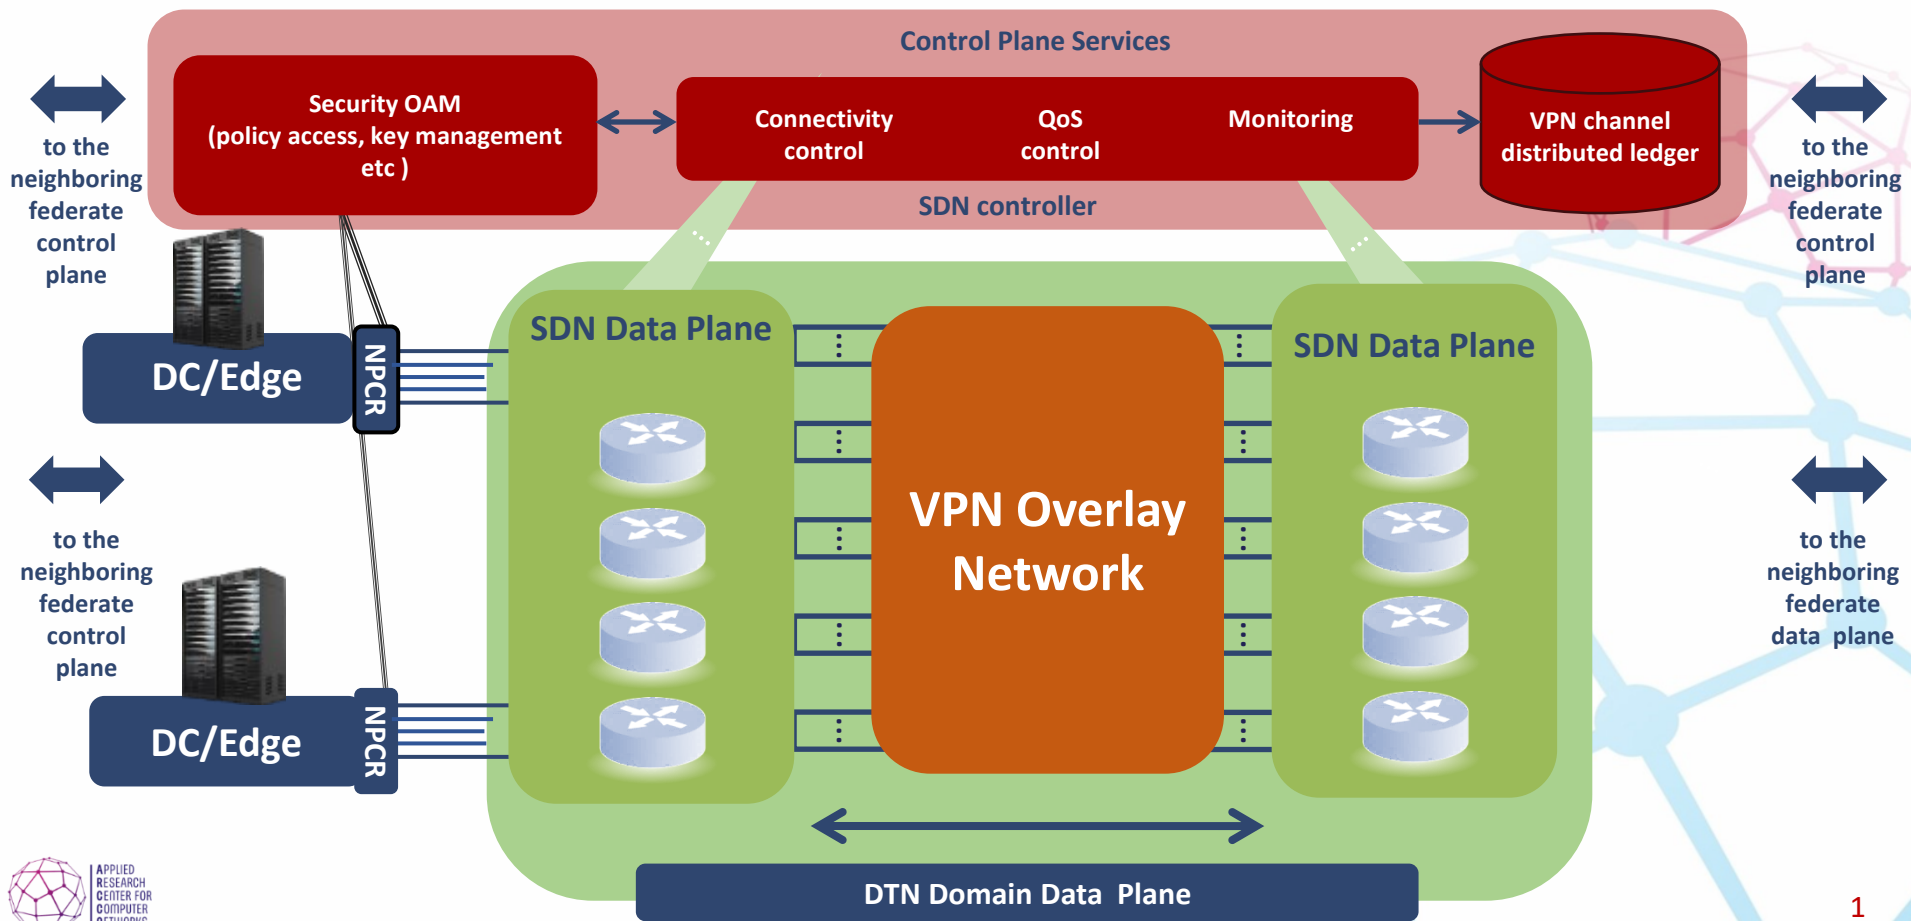 Control Plane Services
Security OAM
(policy access, key management
etc )
Connectivity
control
QoS
control
Monitoring
VPN channel
distributed ledger
SDN controller
to the
neighboring
federate
control
plane
to the
neighboring
federate
control
plane
DC/Edge
NPCR
SDN Data Plane
VPN Overlay
Network
SDN Data Plane
to the
neighboring
federate
control
plane
to the
neighboring
federate
data plane
DC/Edge
NPCR
DTN Domain Data Plane
APPLIED
RESEARCH
CENTER FOR
COMPUTER
1